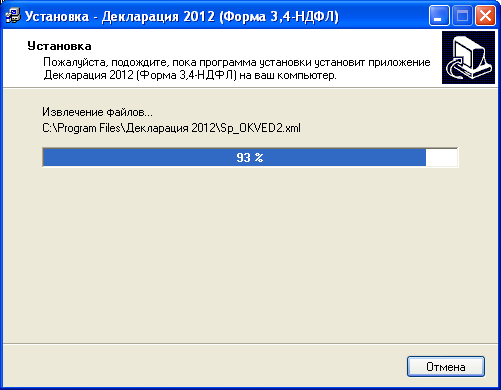 Установка - Декларация 2012 (Форма 3,4-НДФЛ)
Установка
Пожалуйста, подождите, пока программа установки установит приложение
Декларация 2012 (Форма 3,4-НДФЛ) на ваш компьютер.
Извлечение файлов...
C:\Program Files\Декларация 2012\Sp_OKVED2.xml
93 %
Отмена